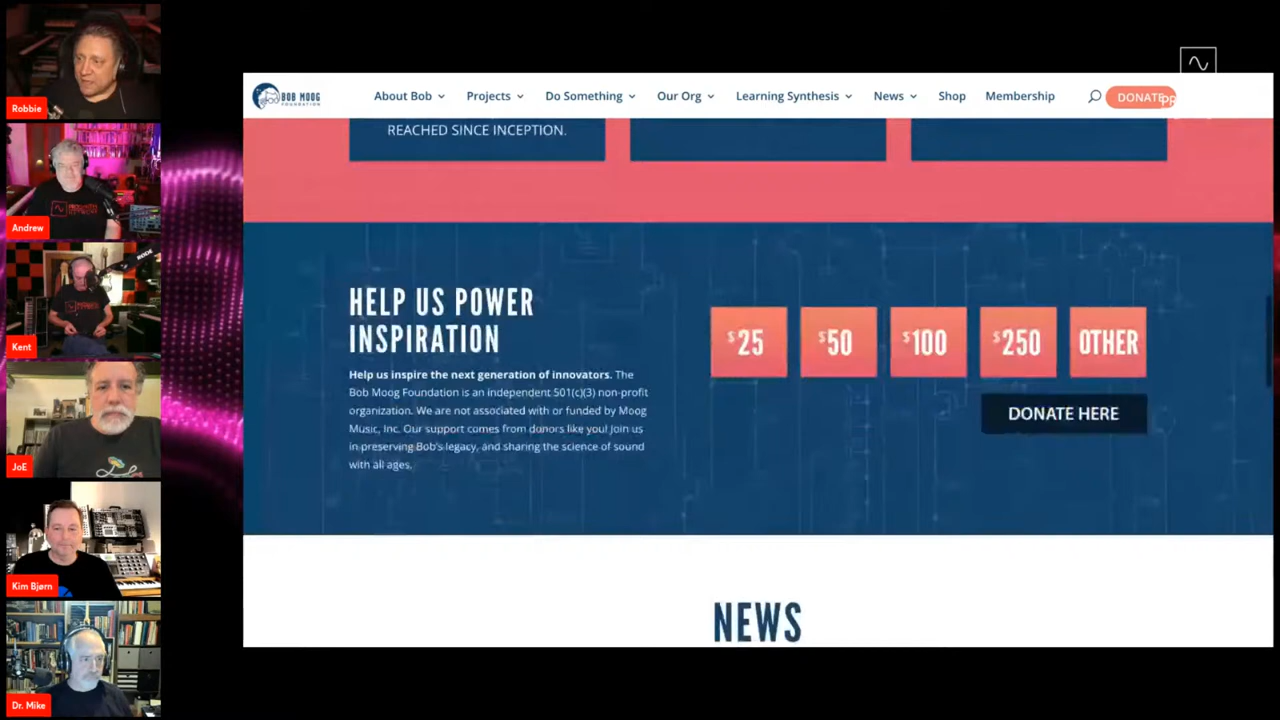 Robbie
Andrew
Kent
JoE
Kim Bjørn
Dr. Mike
BOB MOOG
FOUNDATION
About Bob
Projects
Do Something
Our Org
Learning Synthesis
News
Shop
Membership
DONATE
REACHED SINCE INCEPTION.
HELP US POWER
INSPIRATION
Help us inspire the next generation of innovators. The
Bob Moog Foundation is an independent 501(c)(3) non-profit
organization. We are not associated with or funded by Moog
Music, Inc. Our support comes from donors like you! Join us
in preserving Bob's legacy, and sharing the science of sound
with all ages.
$25
$50
$100
$250
OTHER
DONATE HERE
NEWS